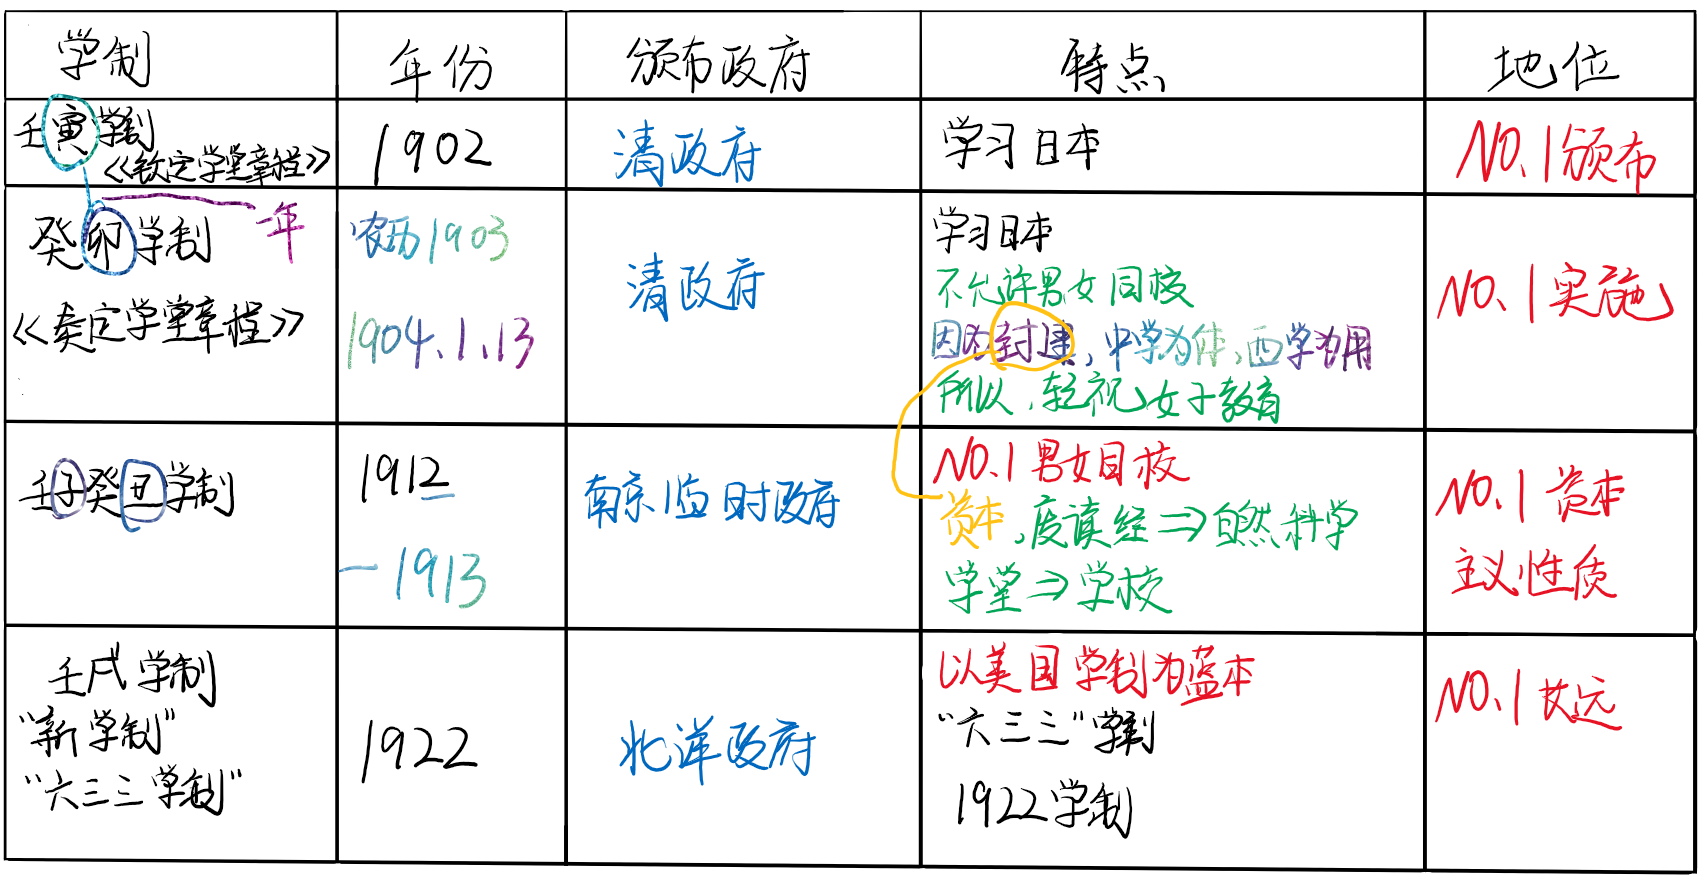 学制 年份 颁布政府 特点 地位
壬寅学制 1902 清政府 学习日本 NO.1颁布
《钦定学堂章程》
癸卯学制 一年 农历1903 清政府 学习日本 NO.1实施
《奏定学堂章程》 1904.1.13 不允许男女同校
因为封建,中学为体,西学为用
所以,轻视女子教育
壬子癸丑学制 1912 南京临时政府 NO.1男女同校 NO.1资本
-1913 资本,废读经⇒自然科学 主义性质
学堂⇒学校
壬戌学制 1922 北洋政府 以美国学制为蓝本 NO.1久远
"新学制" "六三三"学制
"六三三学制" 1922学制